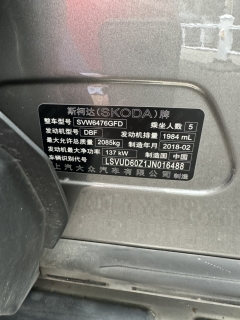 斯柯达(SKODA)牌
整车型号 SVW6476GFD 乘坐人数 5
发动机型号 DBF 发动机排量 1984 mL
最大允许总质量 2085kg 制造年月 2018-02
发动机最大净功率 137 kW 制造国 中国
车辆识别代号 LSVUD60Z1JN016488
上汽大众汽车有限公司